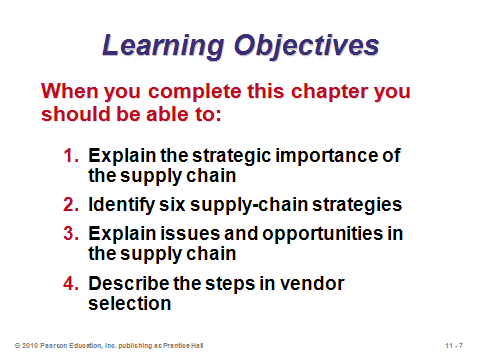 Learning Objectives
When you complete this chapter you
should be able to:
1. Explain the strategic importance of
the supply chain
2. Identify six supply-chain strategies
3. Explain issues and opportunities in
the supply chain
4. Describe the steps in vendor
selection
© 2010 Pearson Education, Inc. publishing as Prentice Hall
11 - 7